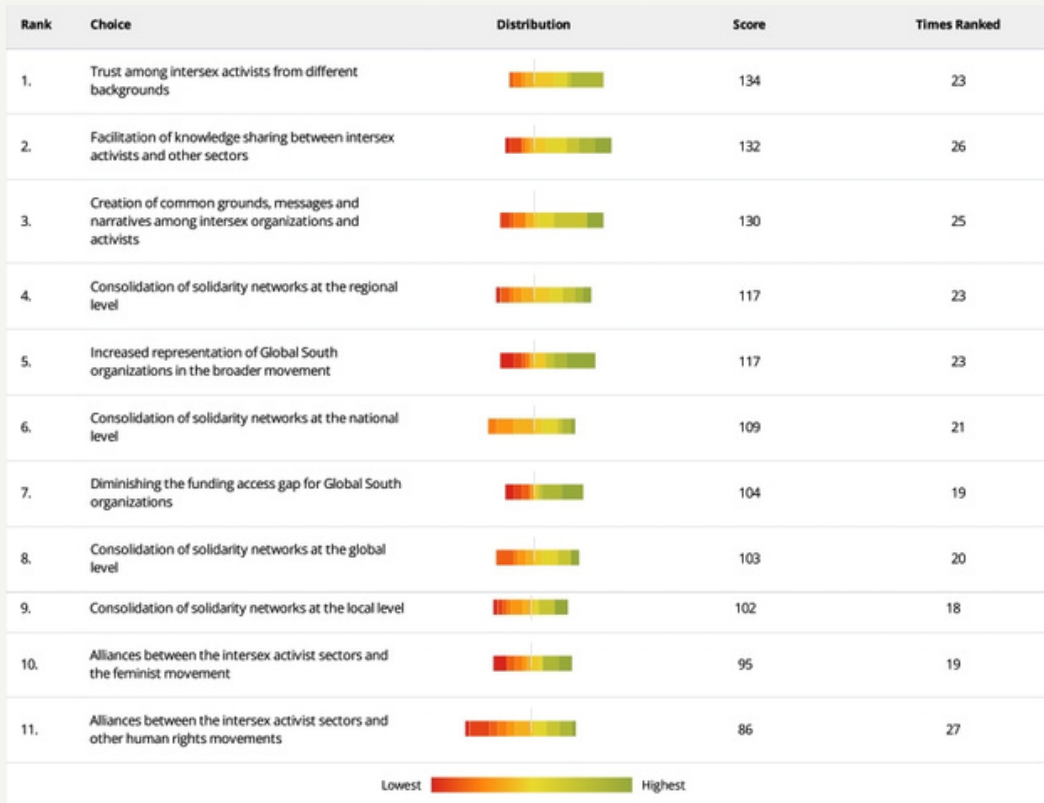 Rank Choice Distribution Score Times Ranked
1. Trust among intersex activists from different
backgrounds 134 23
2. Facilitation of knowledge sharing between intersex
activists and other sectors 132 26
3. Creation of common grounds, messages and
narratives among intersex organizations and
activists 130 25
4. Consolidation of solidarity networks at the regional
level 117 23
5. Increased representation of Global South
organizations in the broader movement 117 23
6. Consolidation of solidarity networks at the national
level 109 21
7. Diminishing the funding access gap for Global South
organizations 104 19
8. Consolidation of solidarity networks at the global
level 103 20
9. Consolidation of solidarity networks at the local level 102 18
10. Alliances between the intersex activist sectors and
the feminist movement 95 19
11. Alliances between the intersex activist sectors and
other human rights movements 86 27
Lowest Highest